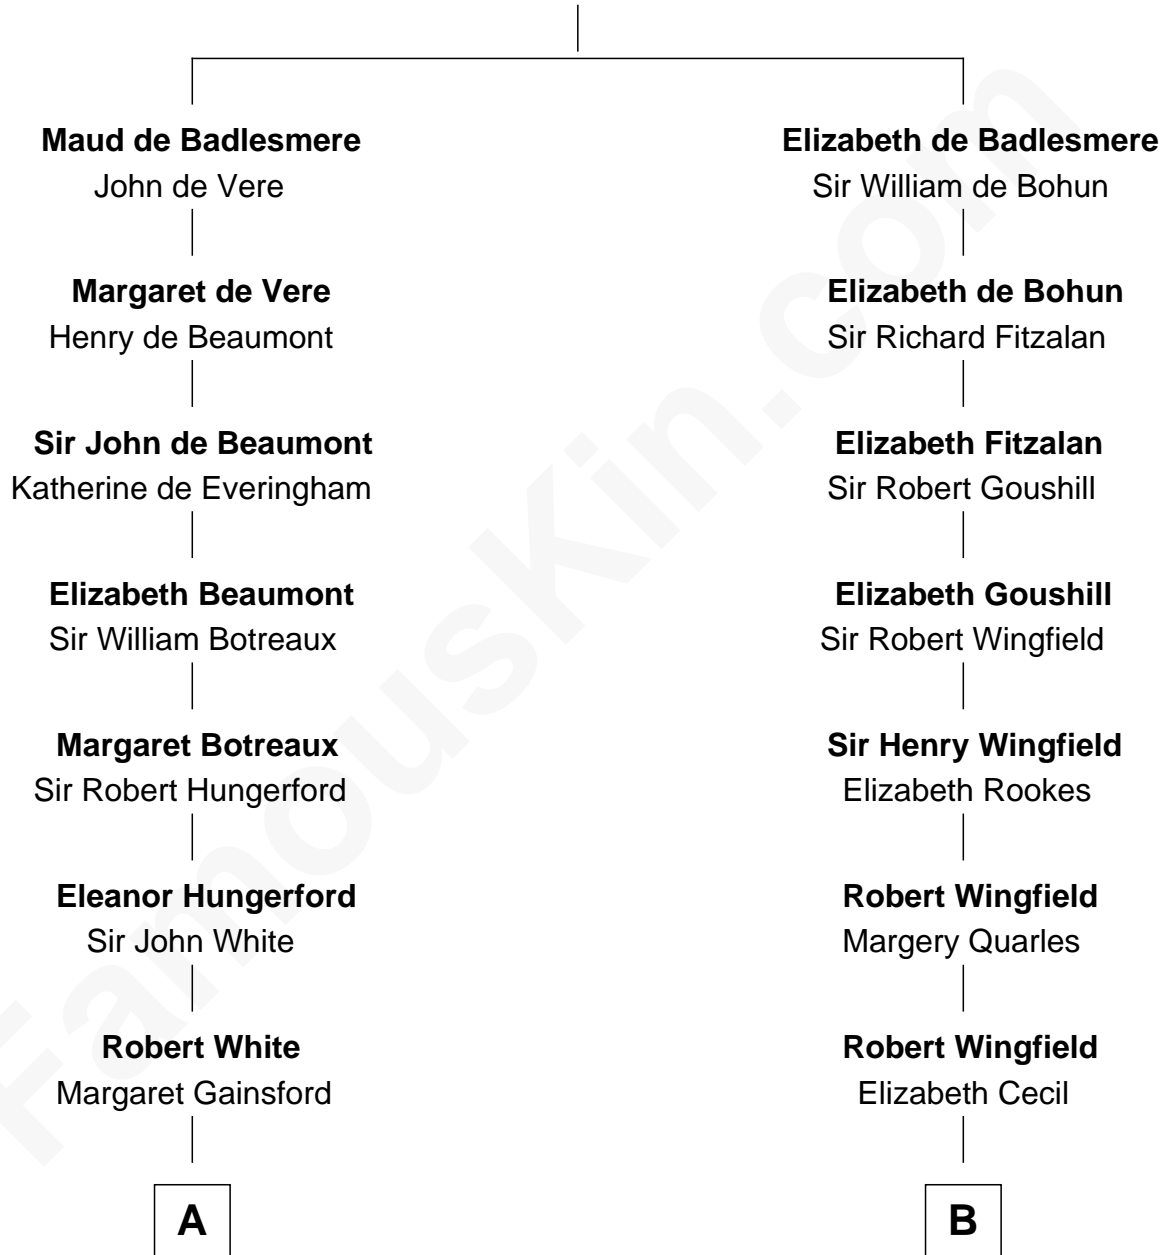 Maud de Badlesmere
John de Vere
Margaret de Vere
Henry de Beaumont
Sir John de Beaumont
Katherine de Everingham
Elizabeth Beaumont
Sir William Botreaux
Margaret Botreaux
Sir Robert Hungerford
Eleanor Hungerford
Sir John White
Robert White
Margaret Gainsford
A
Elizabeth de Badlesmere
Sir William de Bohun
Elizabeth de Bohun
Sir Richard Fitzalan
Elizabeth Fitzalan
Sir Robert Goushill
Elizabeth Goushill
Sir Robert Wingfield
Sir Henry Wingfield
Elizabeth Rookes
Robert Wingfield
Margery Quarles
Robert Wingfield
Elizabeth Cecil
B
FamousKin.com